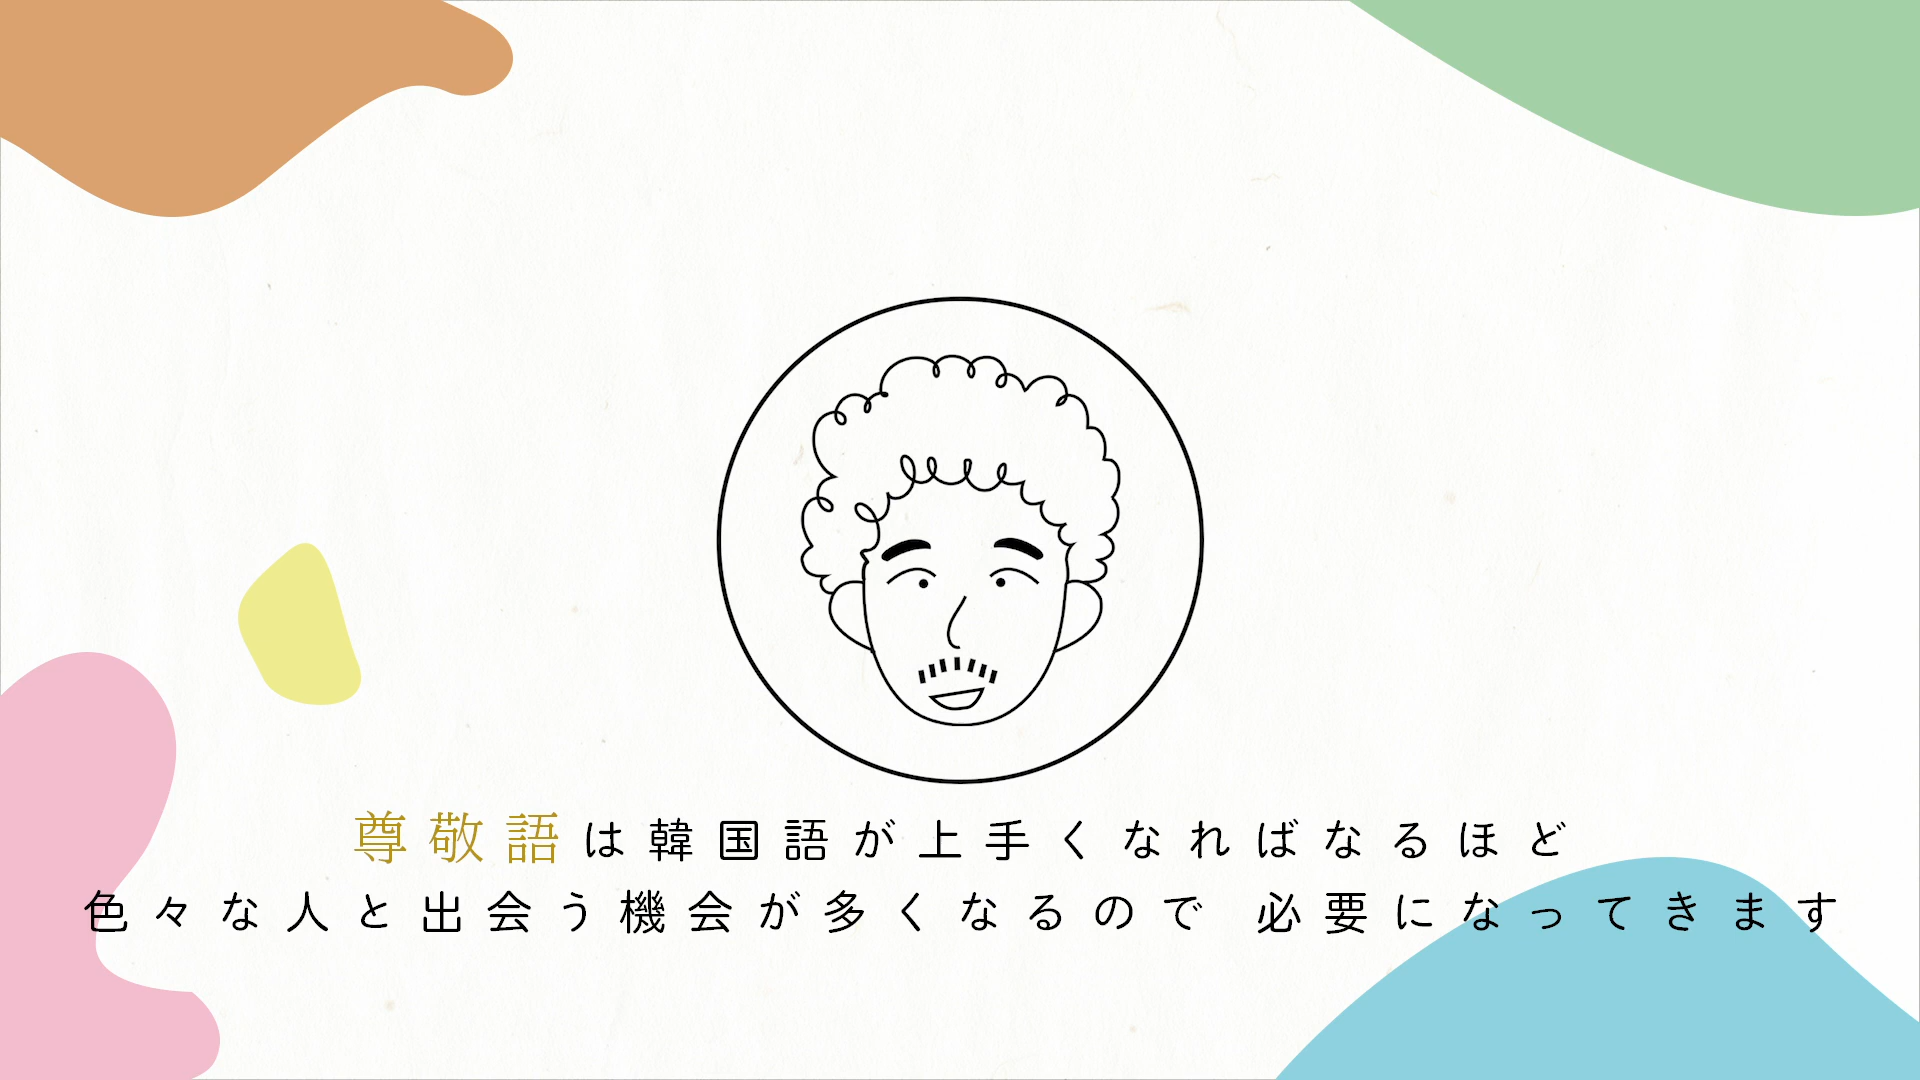 尊敬語は韓国語が上手くなればなるほど
色々な人と出会う機会が多くなるので 必要になってきます